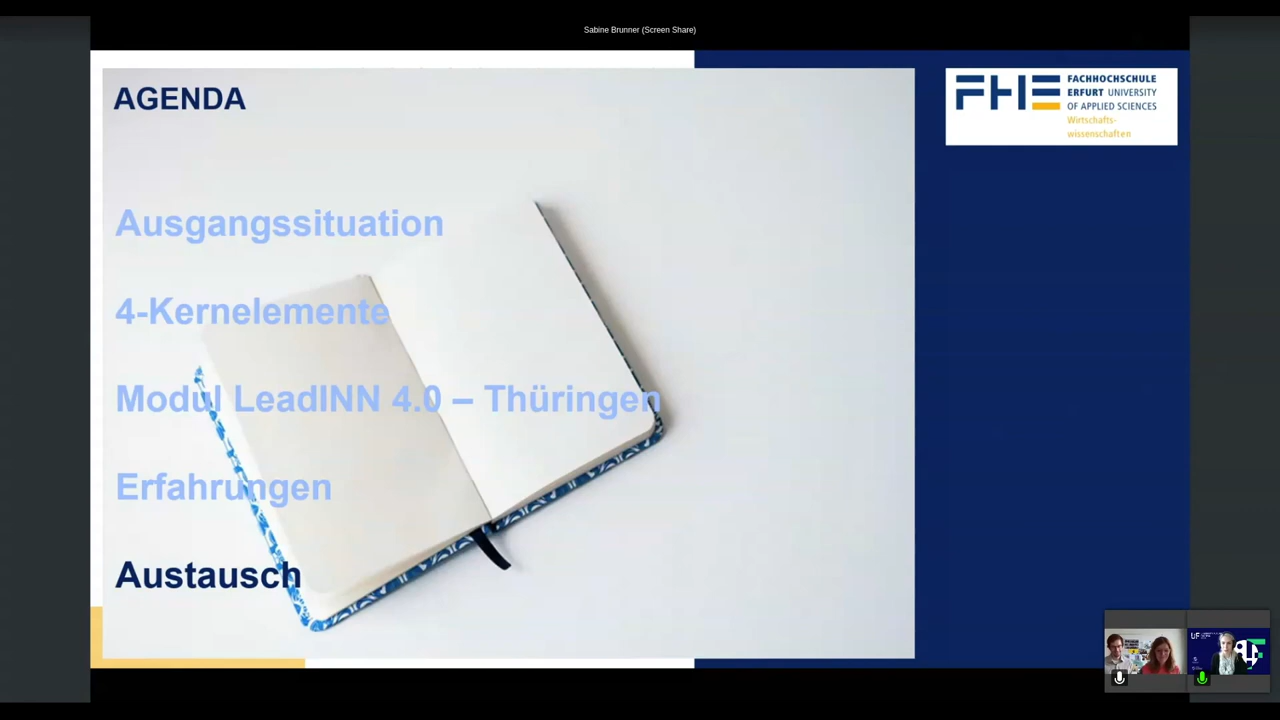 Sabine Brunner (Screen Share)
AGENDA
Ausgangssituation
4-Kernelemente
Modul LeadINN 4.0 – Thüringen
Erfahrungen
Austausch
FHE
FACHHOCHSCHULE
ERFURT UNIVERSITY
OF APPLIED SCIENCES
Wirtschafts-
wissenschaften